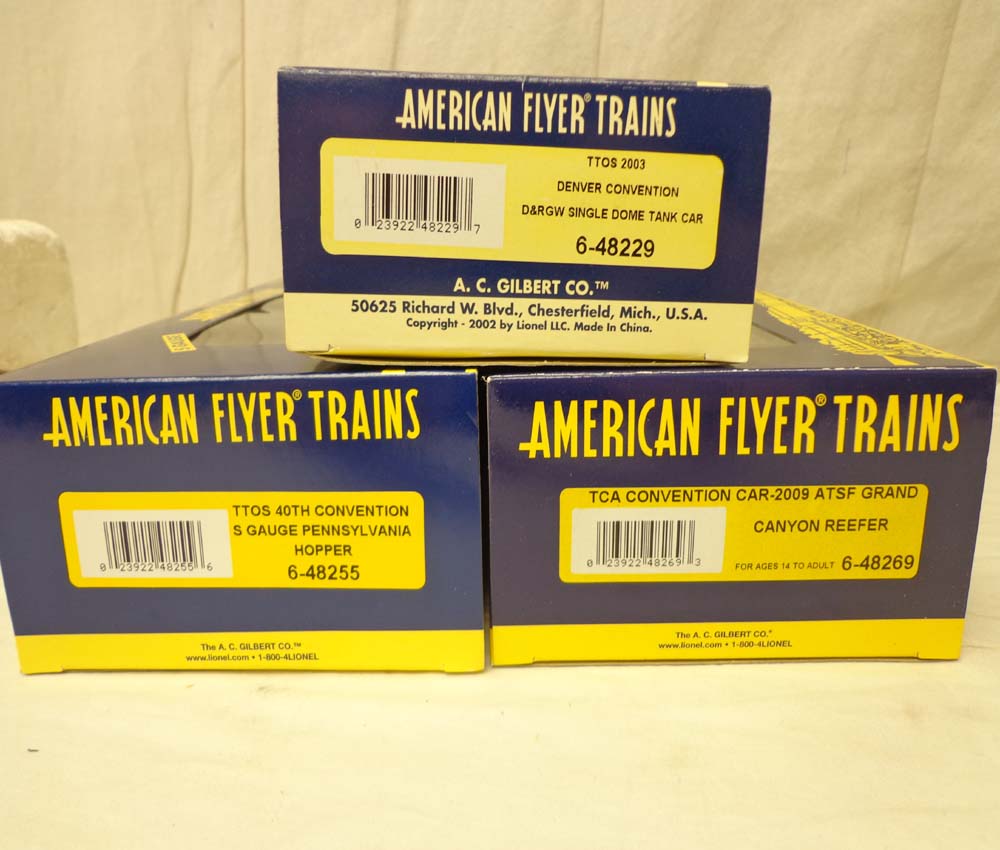 AMERICAN FLYER® TRAINS
TTOS 2003
DENVER CONVENTION
D&RGW SINGLE DOME TANK CAR
6-48229
0 23922 48229 7
A. C. GILBERT CO.™
50625 Richard W. Blvd., Chesterfield, Mich., U.S.A.
Copyright - 2002 by Lionel LLC. Made In China.
AMERICAN FLYER® TRAINS
TTOS 40TH CONVENTION
S GAUGE PENNSYLVANIA
HOPPER
6-48255
0 23922 48255 6
The A. C. GILBERT CO.™
www.lionel.com • 1-800-4LIONEL
AMERICAN FLYER® TRAINS
TCA CONVENTION CAR-2009 ATSF GRAND
CANYON REEFER
FOR AGES 14 TO ADULT 6-48269
0 23922 48269 3
The A. C. GILBERT CO.®
www.lionel.com • 1-800-4LIONEL